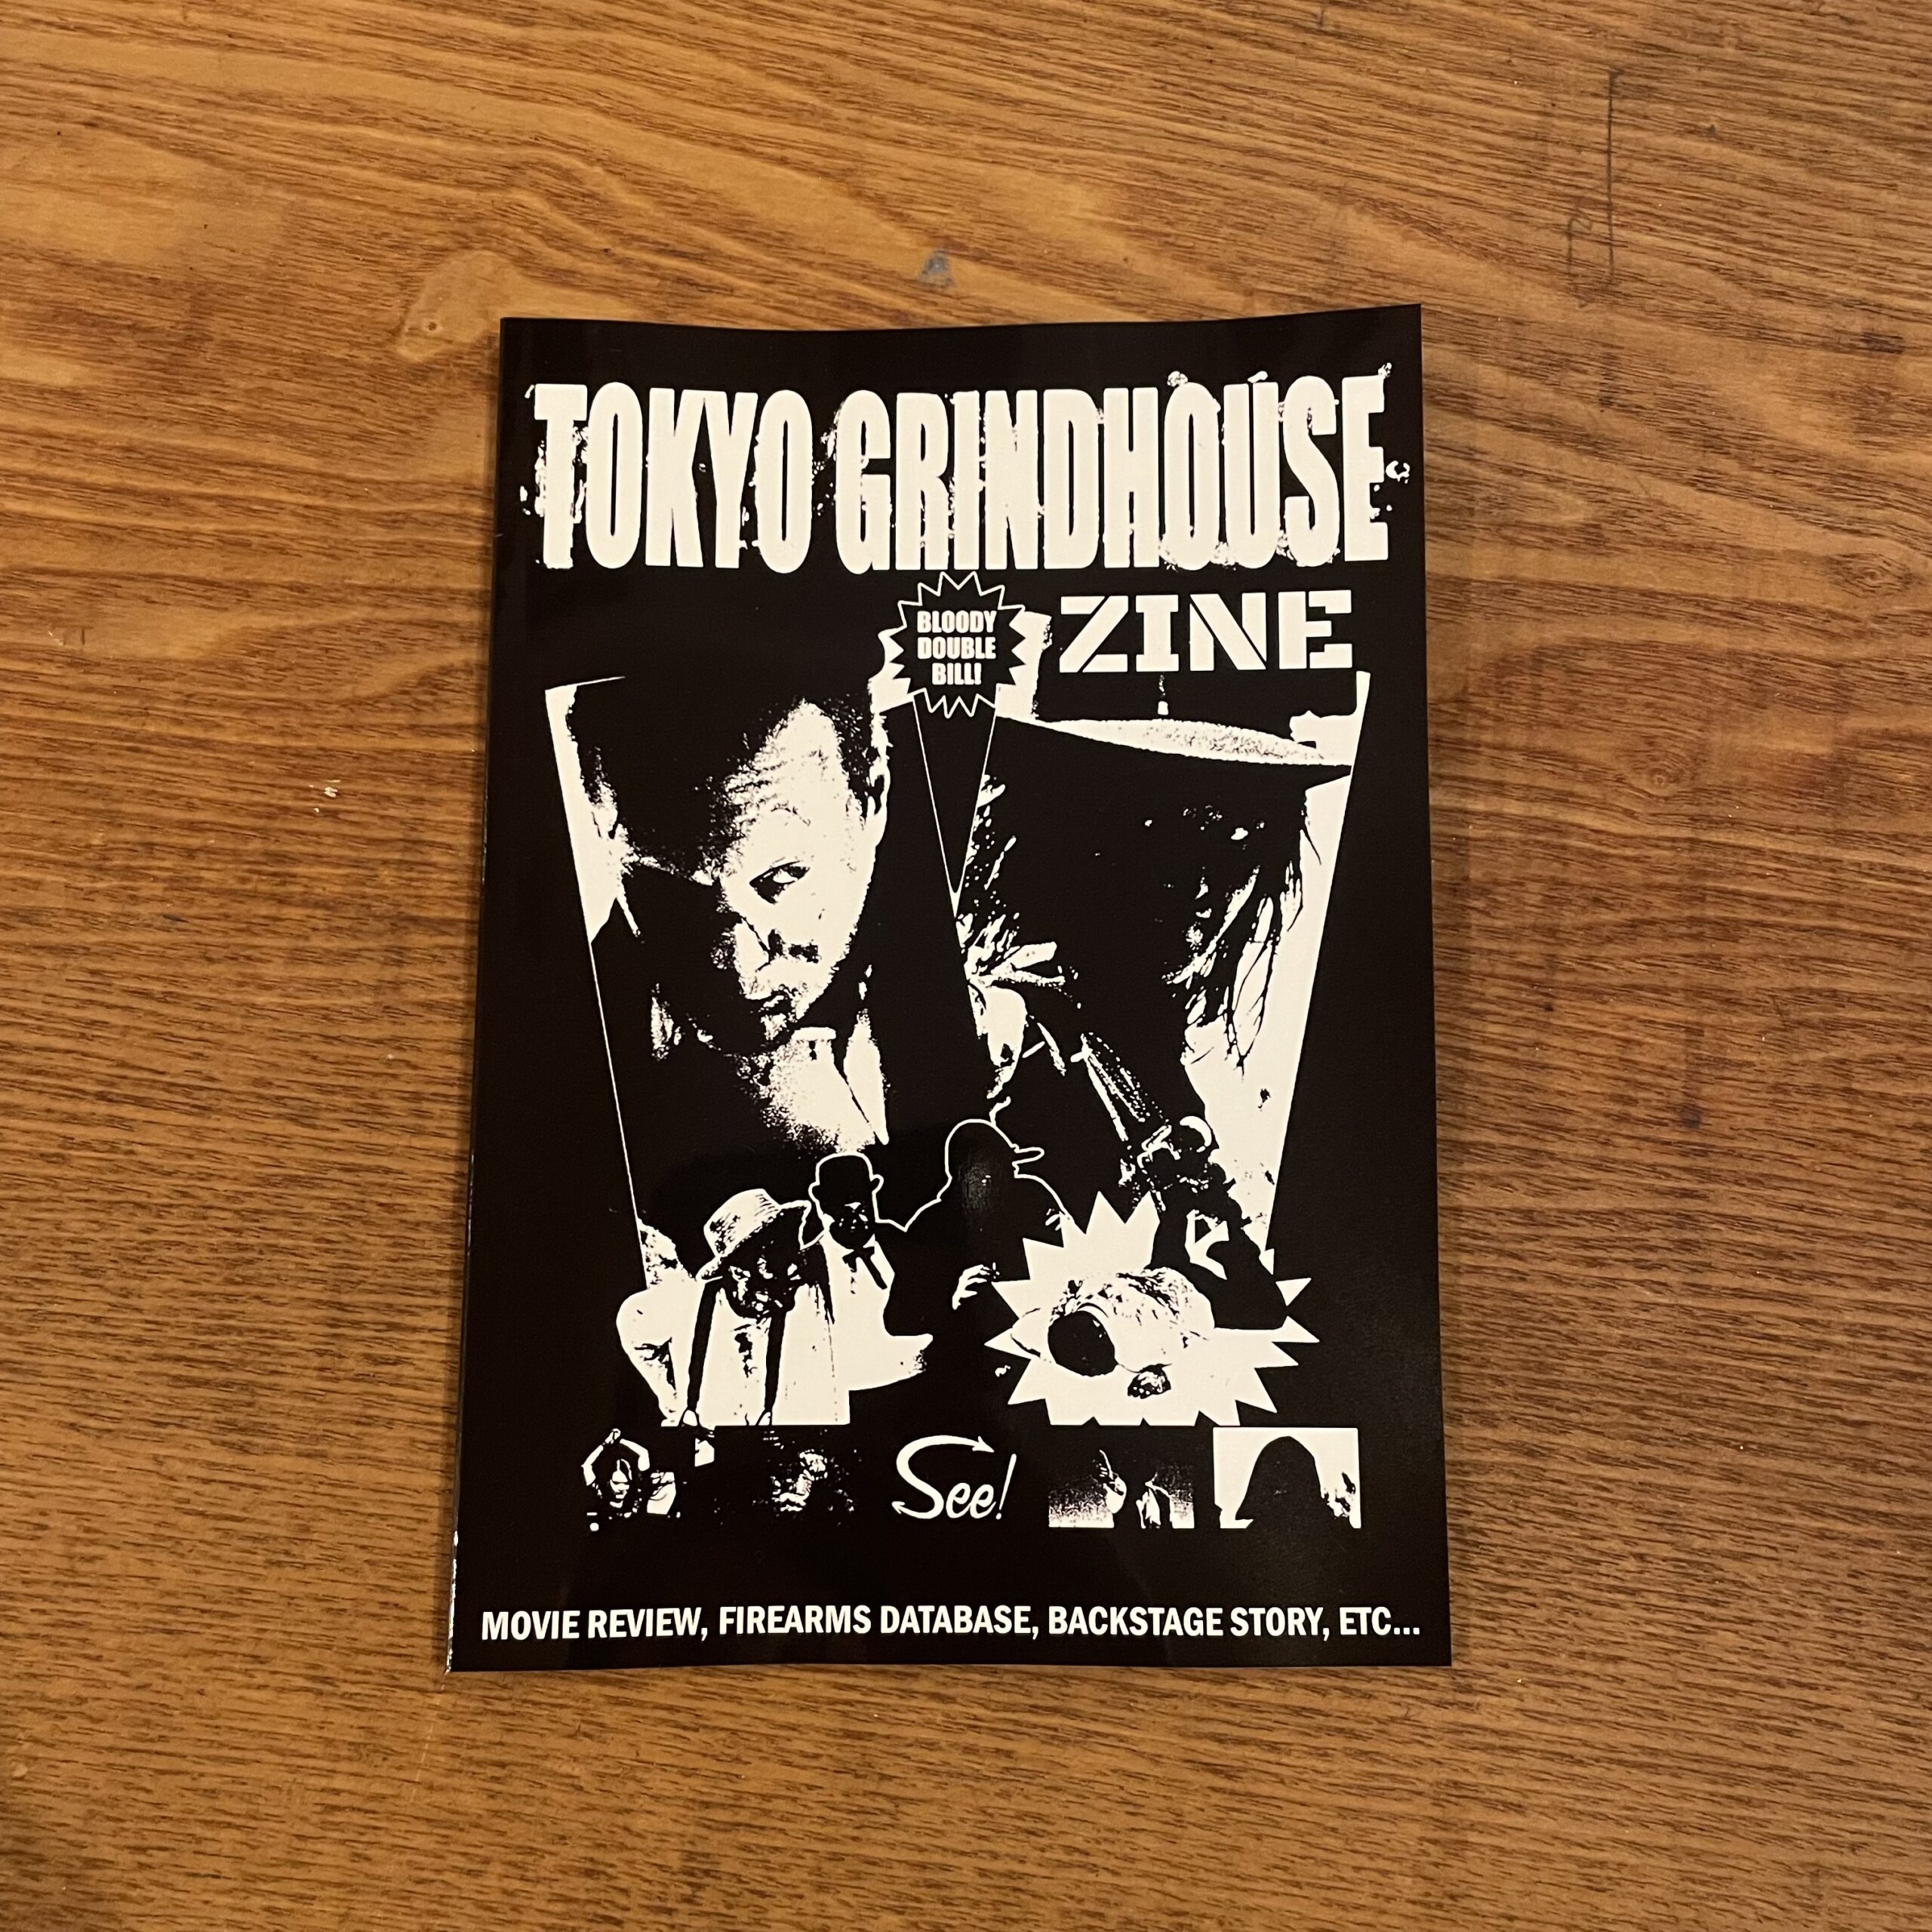 TOKYO GRINDHOUSE
ZINE
BLOODY
DOUBLE
BILL!
See!
MOVIE REVIEW, FIREARMS DATABASE, BACKSTAGE STORY, ETC...